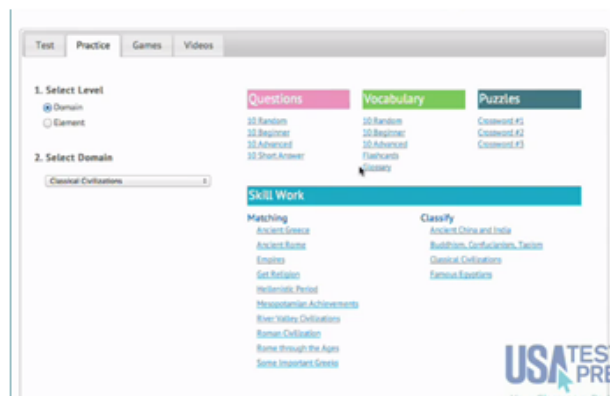 Test Practice Games Videos
1. Select Level
Domain
Element
2. Select Domain
Classical Civilizations
Questions
10 Random
10 Beginner
10 Advanced
10 Short Answer
Vocabulary
10 Random
10 Beginner
10 Advanced
Flashcards
Glossary
Puzzles
Crossword #1
Crossword #2
Crossword #3
Skill Work
Matching
Ancient Greece
Ancient Rome
Empires
Get Religion
Hellenistic Period
Mesopotamian Achievements
River Valley Civilizations
Roman Civilization
Rome through the Ages
Some Important Greeks
Classify
Ancient China and India
Buddhism, Confucianism, Taoism
Classical Civilizations
Famous Egyptians
USA TES
PRE